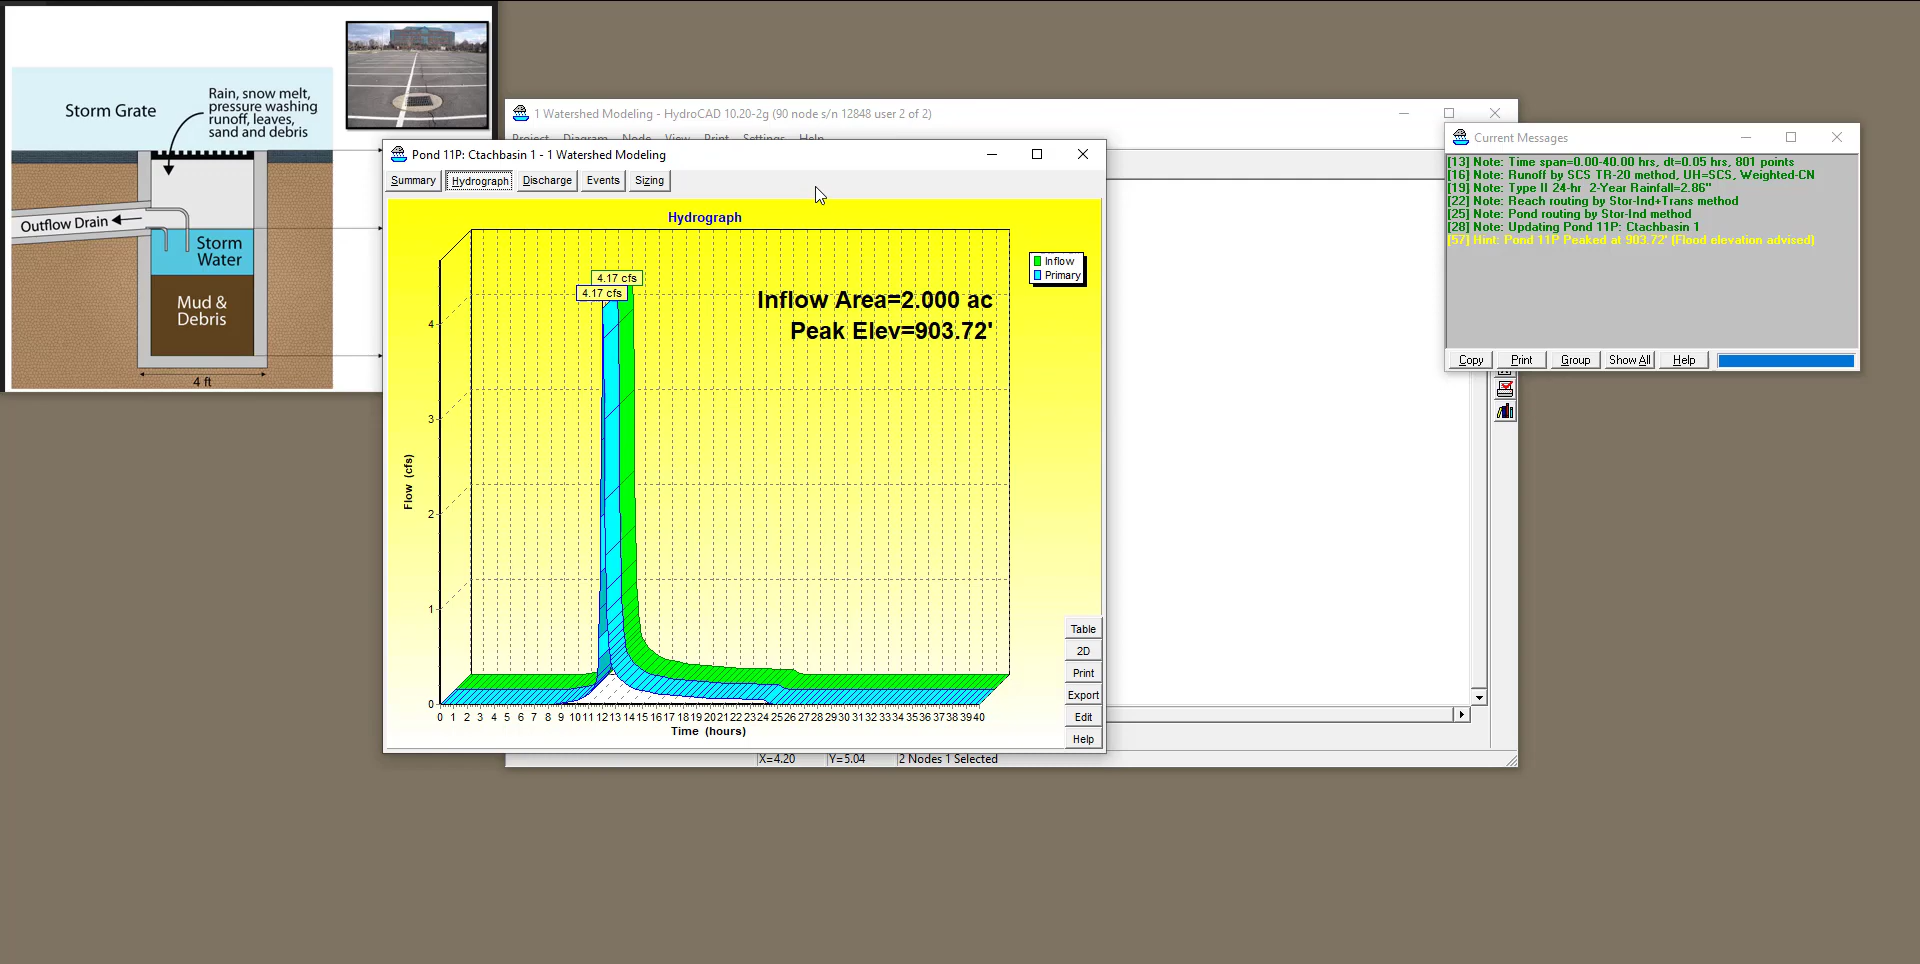 Storm Grate
Rain, snow melt,
pressure washing
runoff, leaves,
sand and debris
Outflow Drain
Storm
Water
Mud &
Debris
4 ft
1 Watershed Modeling - HydroCAD 10.20-2g (90 node s/n 12848 user 2 of 2)
Project Diagram Node View Print Settings Help
Pond 11P: Ctachbasin 1 - 1 Watershed Modeling
Summary Hydrograph Discharge Events Sizing
Hydrograph
Inflow
Primary
4.17 cfs
4.17 cfs
Inflow Area=2.000 ac
Peak Elev=903.72'
Flow (cfs)
4
3
2
1
0
0 1 2 3 4 5 6 7 8 9 10 11 12 13 14 15 16 17 18 19 20 21 22 23 24 25 26 27 28 29 30 31 32 33 34 35 36 37 38 39 40
Time (hours)
Table
2D
Print
Export
Edit
Help
X=4.20 Y=5.04 2 Nodes 1 Selected
Current Messages
[13] Note: Time span=0.00-40.00 hrs, dt=0.05 hrs, 801 points
[16] Note: Runoff by SCS TR-20 method, UH=SCS, Weighted-CN
[19] Note: Type II 24-hr 2-Year Rainfall=2.86"
[22] Note: Reach routing by Stor-Ind+Trans method
[25] Note: Pond routing by Stor-Ind method
[28] Note: Updating Pond 11P: Ctachbasin 1
[57] Hint: Pond 11P Peaked at 903.72' (Flood elevation advised)
Copy Print Group Show All Help